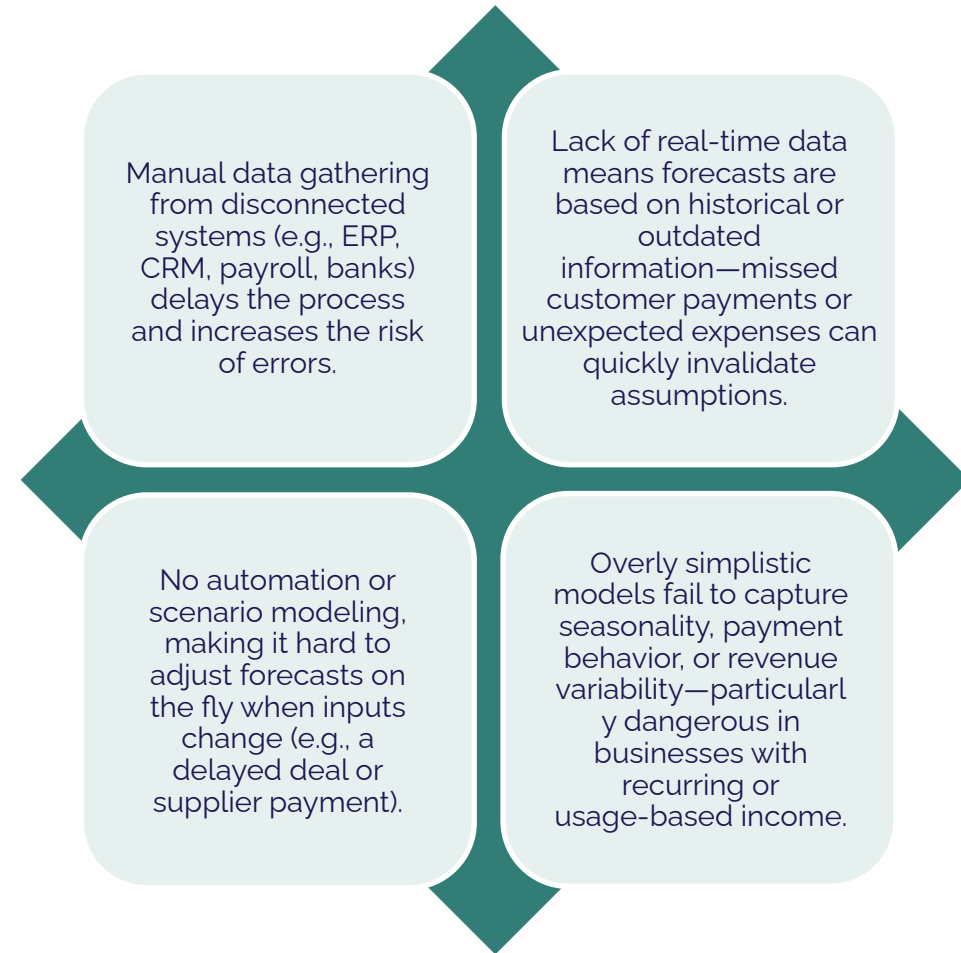 Manual data gathering
from disconnected
systems (e.g., ERP,
CRM, payroll, banks)
delays the process
and increases the risk
of errors.
Lack of real-time data
means forecasts are
based on historical or
outdated
information—missed
customer payments or
unexpected expenses can
quickly invalidate
assumptions.
No automation or
scenario modeling,
making it hard to
adjust forecasts on
the fly when inputs
change (e.g., a
delayed deal or
supplier payment).
Overly simplistic
models fail to capture
seasonality, payment
behavior, or revenue
variability—particularl
y dangerous in
businesses with
recurring or
usage-based income.